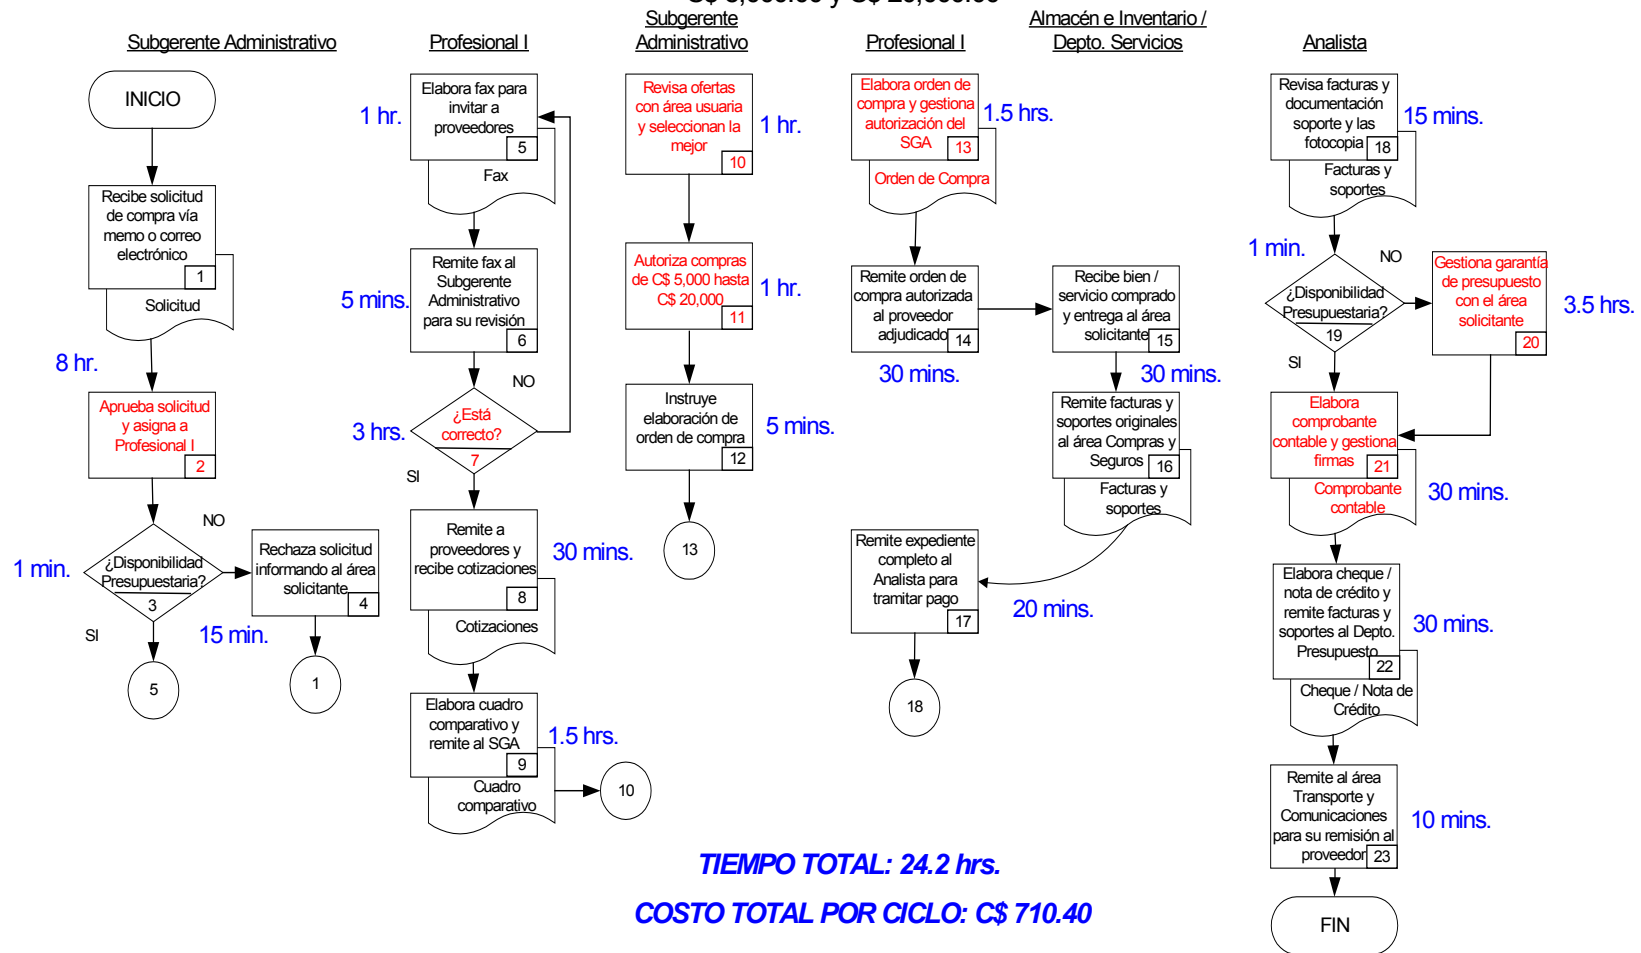 Subgerente Administrativo
INICIO
Recibe solicitud
de compra vía
memo o correo
electrónico
1
Solicitud
8 hr.
Aprueba solicitud
y asigna a
Profesional I
2
NO
1 min.
¿Disponibilidad
Presupuestaria?
3
SI
Rechaza solicitud
informando al área
solicitante
4
15 min.
5
1
Profesional I
1 hr.
Elabora fax para
invitar a
proveedores
5
Fax
5 mins.
Remite fax al
Subgerente
Administrativo
para su revisión
6
NO
3 hrs.
¿Está
correcto?
7
SI
Remite a
proveedores y
recibe cotizaciones
8
30 mins.
Cotizaciones
Elabora cuadro
comparativo y
remite al SGA
9
1.5 hrs.
Cuadro
comparativo
10
Subgerente
Administrativo
Revisa ofertas
con área usuaria
y seleccionan la
mejor
10
1 hr.
Autoriza compras
de C$ 5,000 hasta
C$ 20,000
11
1 hr.
Instruye
elaboración de
orden de compra
12
5 mins.
13
Profesional I
Elabora orden de
compra y gestiona
autorización del
SGA
13
1.5 hrs.
Orden de Compra
Remite orden de
compra autorizada
al proveedor
adjudicado
14
30 mins.
Almacén e Inventario /
Depto. Servicios
Recibe bien /
servicio comprado
y entrega al área
solicitante
15
30 mins.
Remite facturas y
soportes originales
al área Compras y
Seguros
16
Facturas y
soportes
Remite expediente
completo al
Analista para
tramitar pago
17
20 mins.
18
Analista
Revisa facturas y
documentación
soporte y las
fotocopia
18
15 mins.
Facturas y
soportes
1 min.
NO
¿Disponibilidad
Presupuestaria?
19
SI
Gestiona garantía
de presupuesto
con el área
solicitante
20
3.5 hrs.
Elabora
comprobante
contable y gestiona
firmas
21
Comprobante
contable
30 mins.
Elabora cheque /
nota de crédito y
remite facturas y
soportes al Depto.
Presupuesto
22
30 mins.
Cheque / Nota de
Crédito
Remite al área
Transporte y
Comunicaciones
para su remisión al
proveedor
23
10 mins.
FIN
TIEMPO TOTAL: 24.2 hrs.
COSTO TOTAL POR CICLO: C$ 710.40